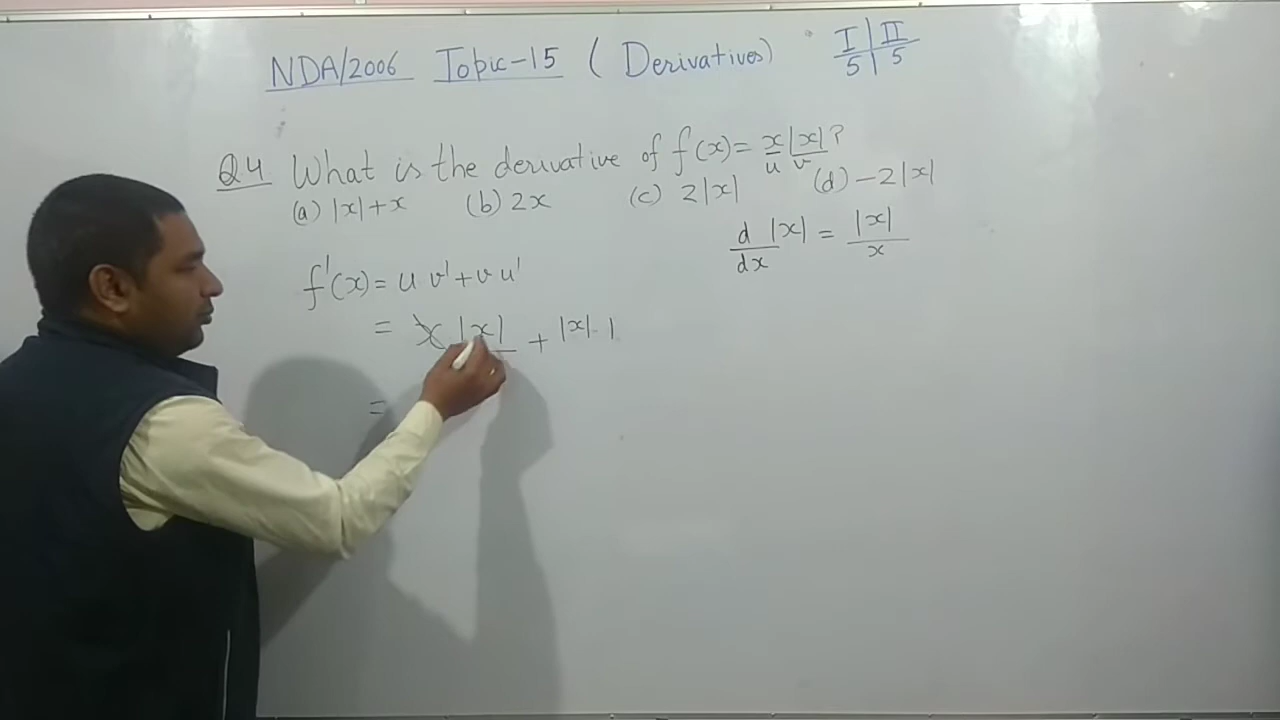 NDA/2006 Topic-15 (Derivatives) I | II
5 | 5
Q4 What is the derivative of f(x)= x|x|?
u v
(a) |x|+x (b) 2x (c) 2|x| (d) -2|x|
d/dx |x| = |x|/x
f'(x)= u v' + v u'
= x |x| + |x|. 1
=